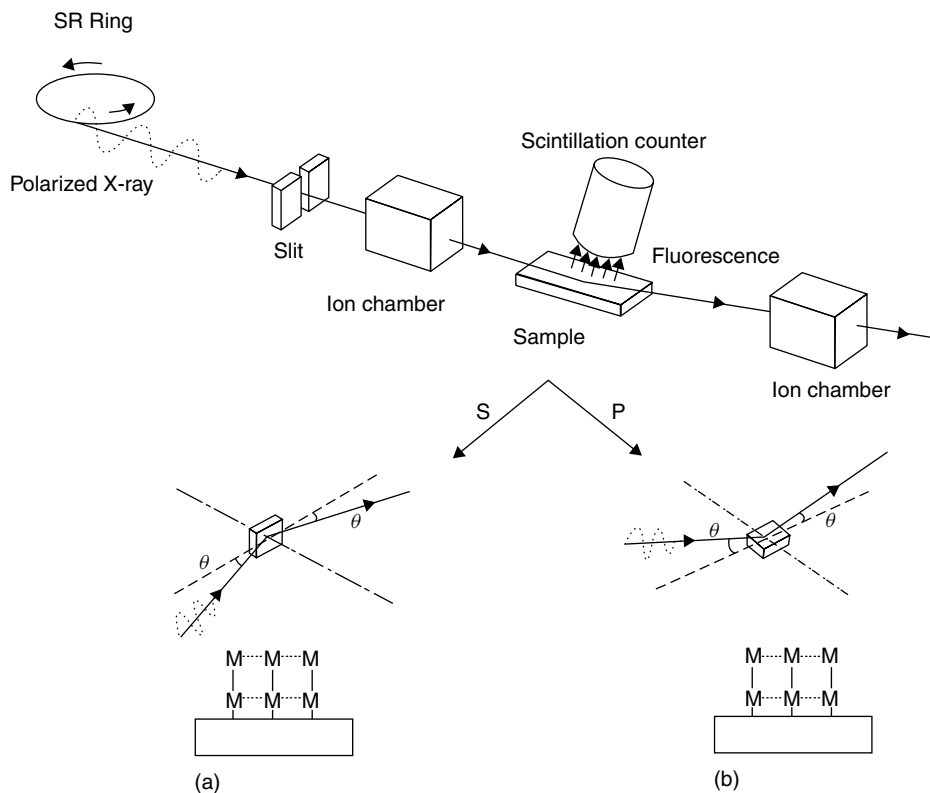 SR Ring
Scintillation counter
Polarized X-ray
Slit
Fluorescence
Ion chamber
Sample
Ion chamber
S P
θ θ
θ θ
M M M M M M
M M M M M M
(a) (b)